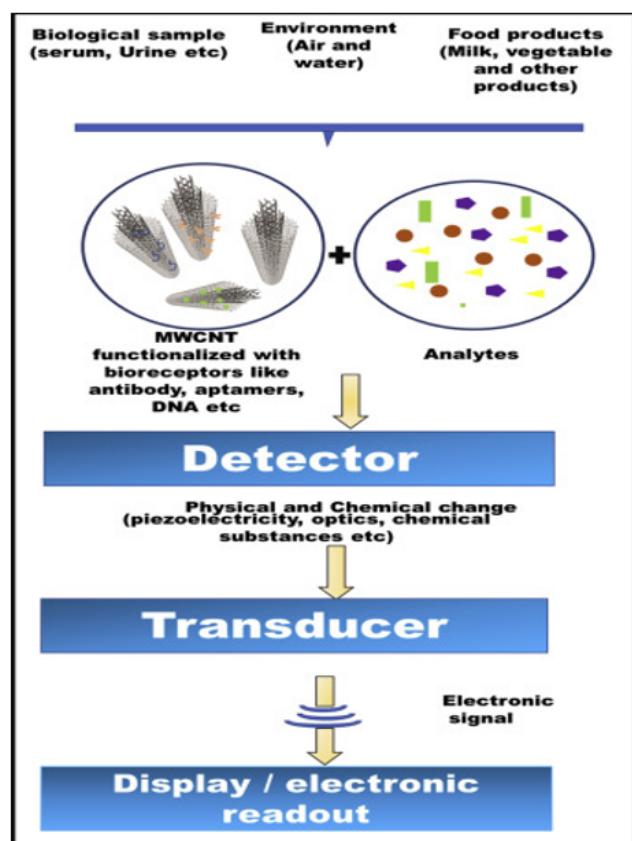 Biological sample
(serum, Urine etc)
Environment
(Air and
water)
Food products
(Milk, vegetable
and other
products)
MWCNT
functionalized with
bioreceptors like
antibody, aptamers,
DNA etc
Analytes
Detector
Physical and Chemical change
(piezoelectricity, optics, chemical
substances etc)
Transducer
Electronic
signal
Display / electronic
readout